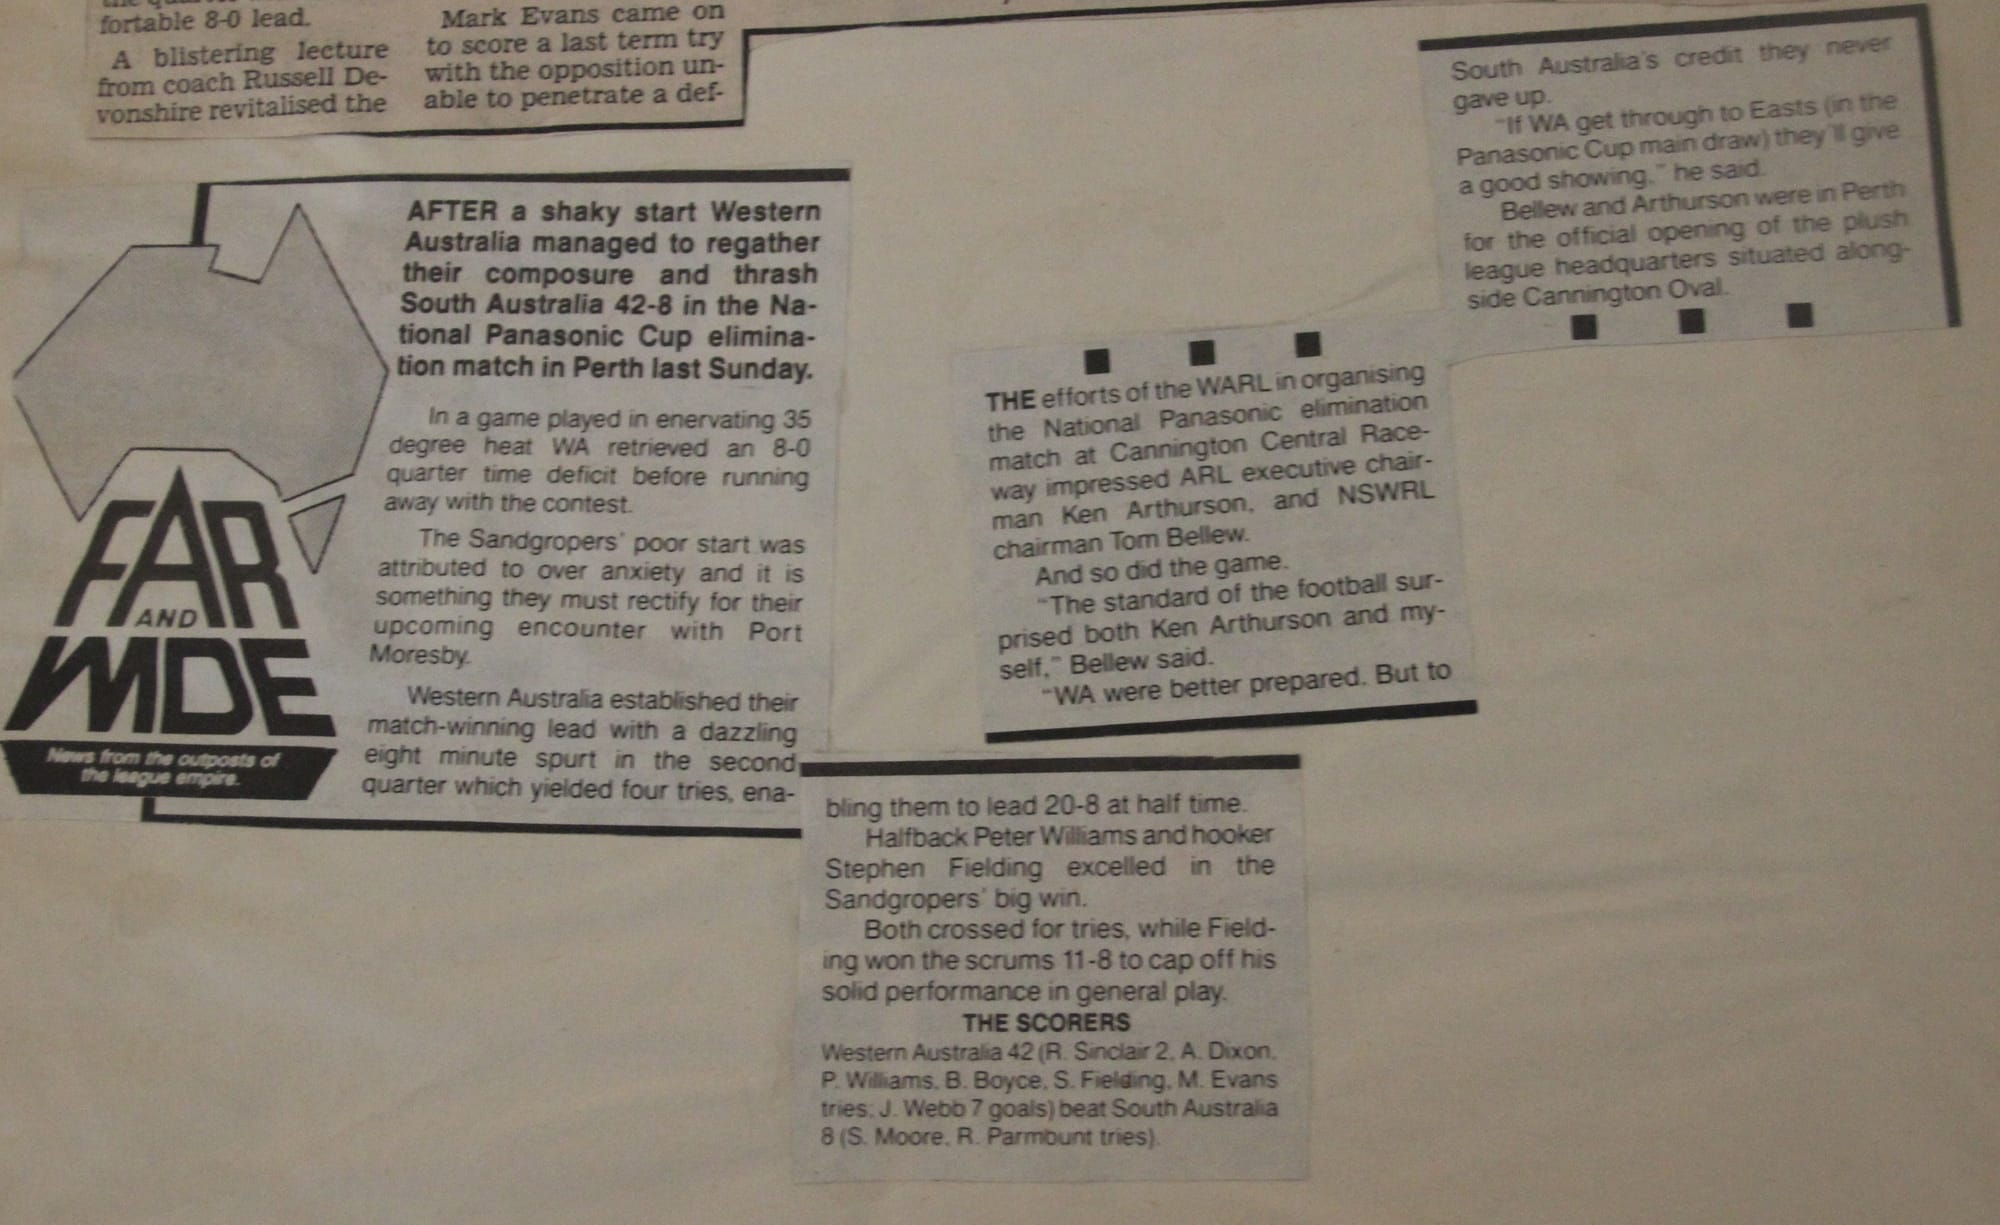 fortable 8-0 lead.
A blistering lecture
from coach Russell De-
vonshire revitalised the
Mark Evans came on
to score a last term try
with the opposition un-
able to penetrate a def-
FAR
AND
WIDE
News from the outposts of
the league empire.
AFTER a shaky start Western
Australia managed to regather
their composure and thrash
South Australia 42-8 in the Na-
tional Panasonic Cup elimina-
tion match in Perth last Sunday.
In a game played in enervating 35
degree heat WA retrieved an 8-0
quarter time deficit before running
away with the contest.
The Sandgropers' poor start was
attributed to over anxiety and it is
something they must rectify for their
upcoming encounter with Port
Moresby.
Western Australia established their
match-winning lead with a dazzling
eight minute spurt in the second
quarter which yielded four tries, ena-
bling them to lead 20-8 at half time.
Halfback Peter Williams and hooker
Stephen Fielding excelled in the
Sandgropers' big win.
Both crossed for tries, while Field-
ing won the scrums 11-8 to cap off his
solid performance in general play.
THE SCORERS
Western Australia 42 (R. Sinclair 2, A. Dixon,
P. Williams, B. Boyce, S. Fielding, M. Evans
tries; J. Webb 7 goals) beat South Australia
8 (S. Moore, R. Parmbunt tries).
THE efforts of the WARL in organising
the National Panasonic elimination
match at Cannington Central Race-
way impressed ARL executive chair-
man Ken Arthurson, and NSWRL
chairman Tom Bellew.
And so did the game.
"The standard of the football sur-
prised both Ken Arthurson and my-
self," Bellew said.
"WA were better prepared. But to
South Australia's credit they never
gave up.
"If WA get through to Easts (in the
Panasonic Cup main draw) they'll give
a good showing," he said.
Bellew and Arthurson were in Perth
for the official opening of the plush
league headquarters situated along-
side Cannington Oval.